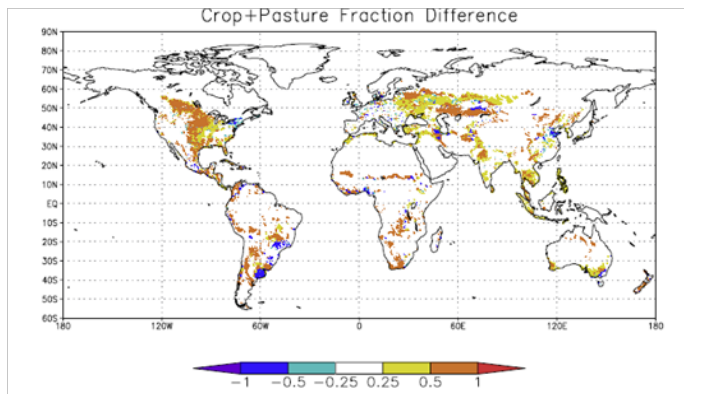 Crop+Pasture Fraction Difference
90N
80N
70N
60N
50N
40N
30N
20N
10N
EQ
10S
20S
30S
40S
50S
60S
180 120W 60W 0 60E 120E 180
-1 -0.5 -0.25 0.25 0.5 1